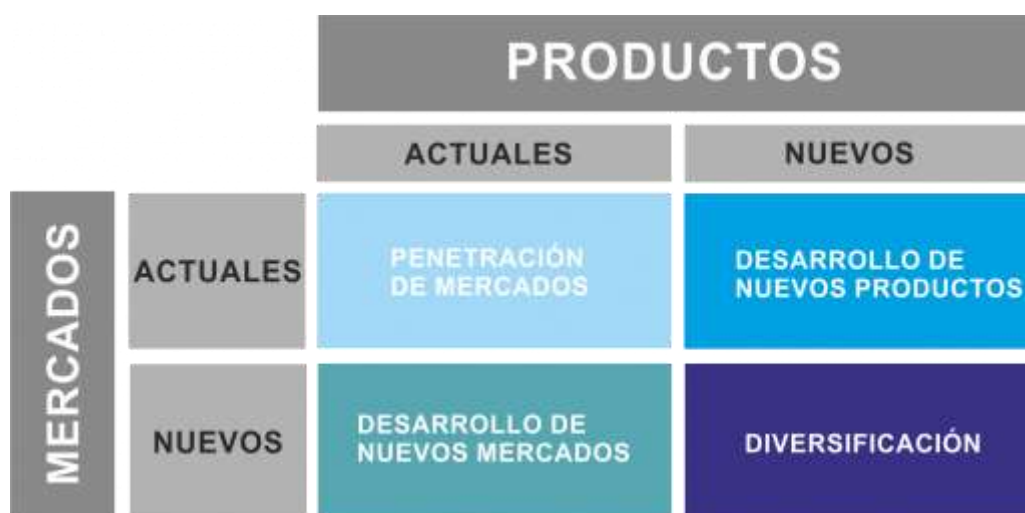 PRODUCTOS
ACTUALES
NUEVOS
MERCADOS
ACTUALES
PENETRACIÓN
DE MERCADOS
DESARROLLO DE
NUEVOS PRODUCTOS
NUEVOS
DESARROLLO DE
NUEVOS MERCADOS
DIVERSIFICACIÓN